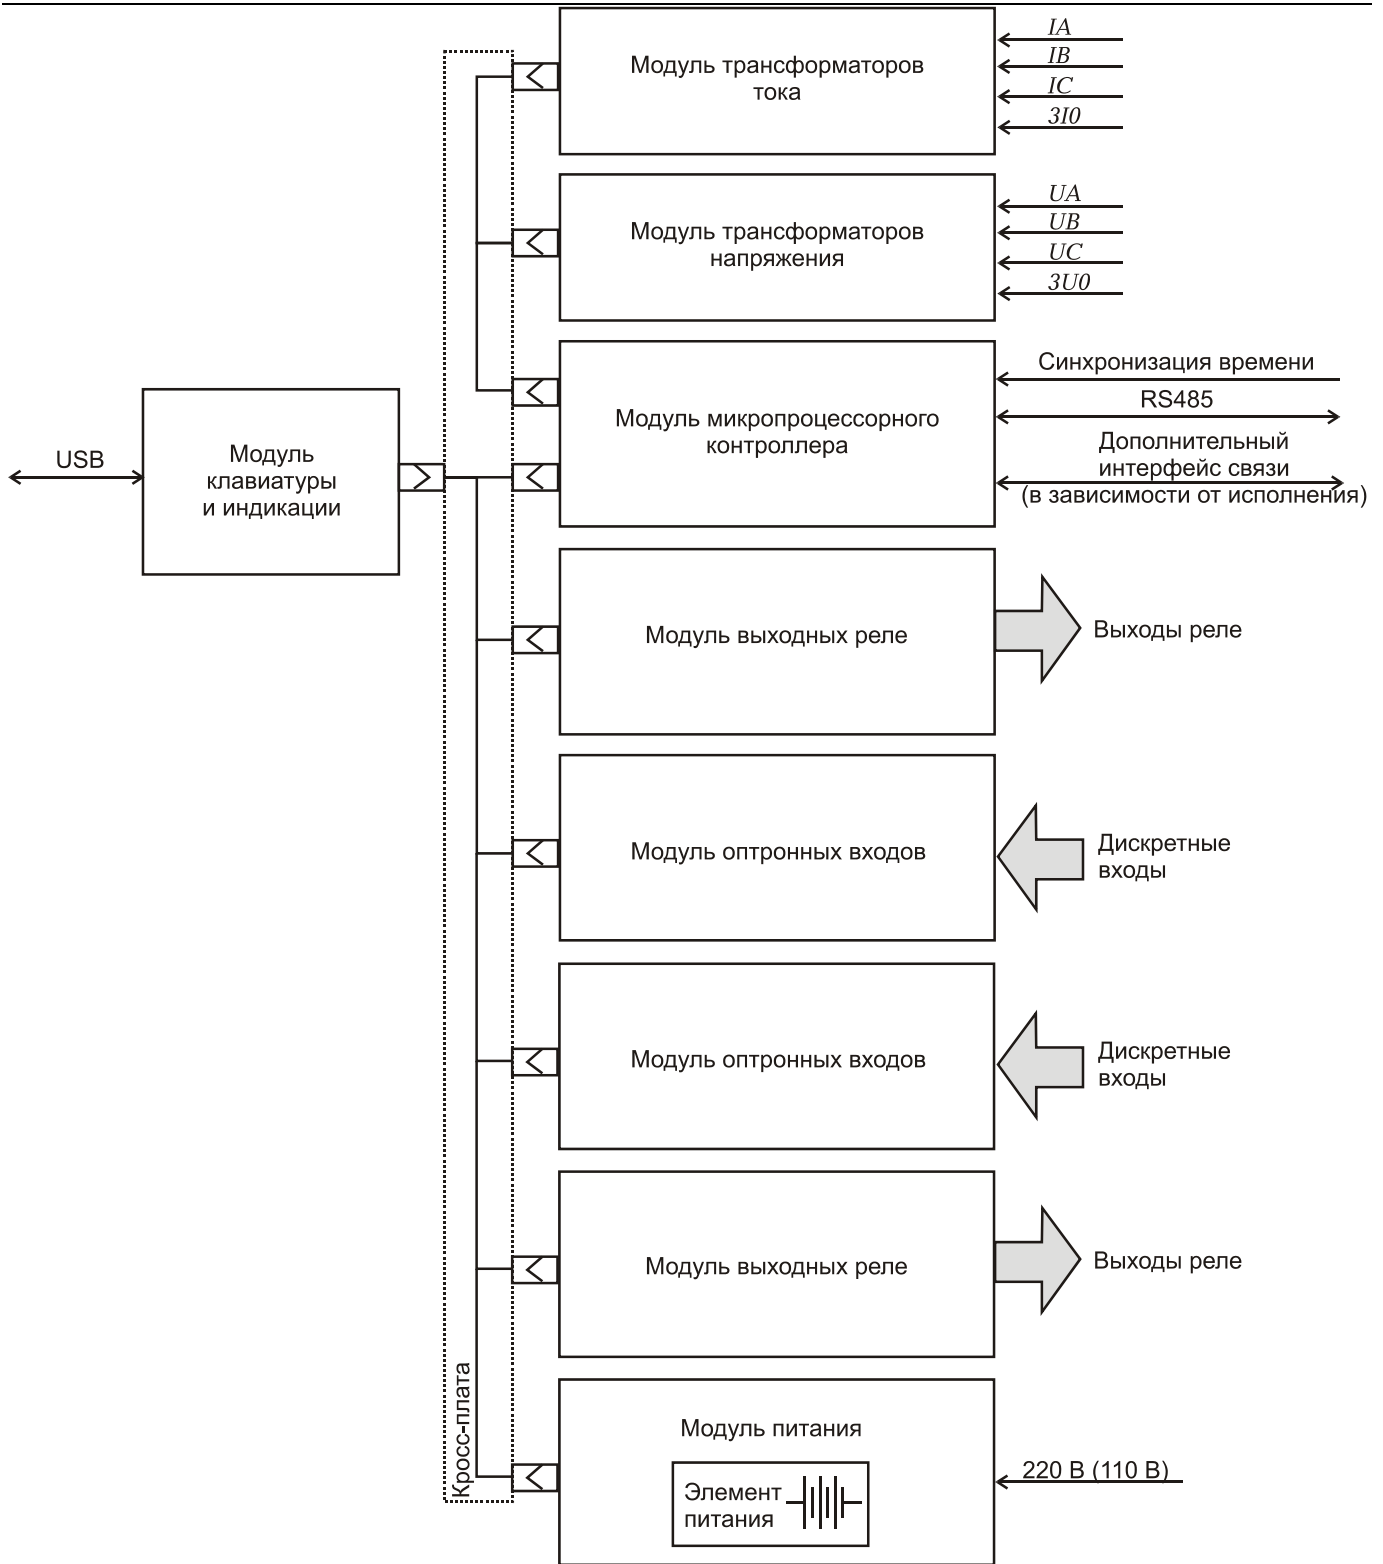 Модуль трансформаторов
тока
IA
IB
IC
3I0
Модуль трансформаторов
напряжения
UA
UB
UC
3U0
Модуль микропроцессорного
контроллера
Синхронизация времени
RS485
Дополнительный
интерфейс связи
(в зависимости от исполнения)
USB
Модуль
клавиатуры
и индикации
Модуль выходных реле
Выходы реле
Модуль оптронных входов
Дискретные
входы
Модуль оптронных входов
Дискретные
входы
Модуль выходных реле
Выходы реле
Кросс-плата
Модуль питания
Элемент
питания
220 В (110 В)